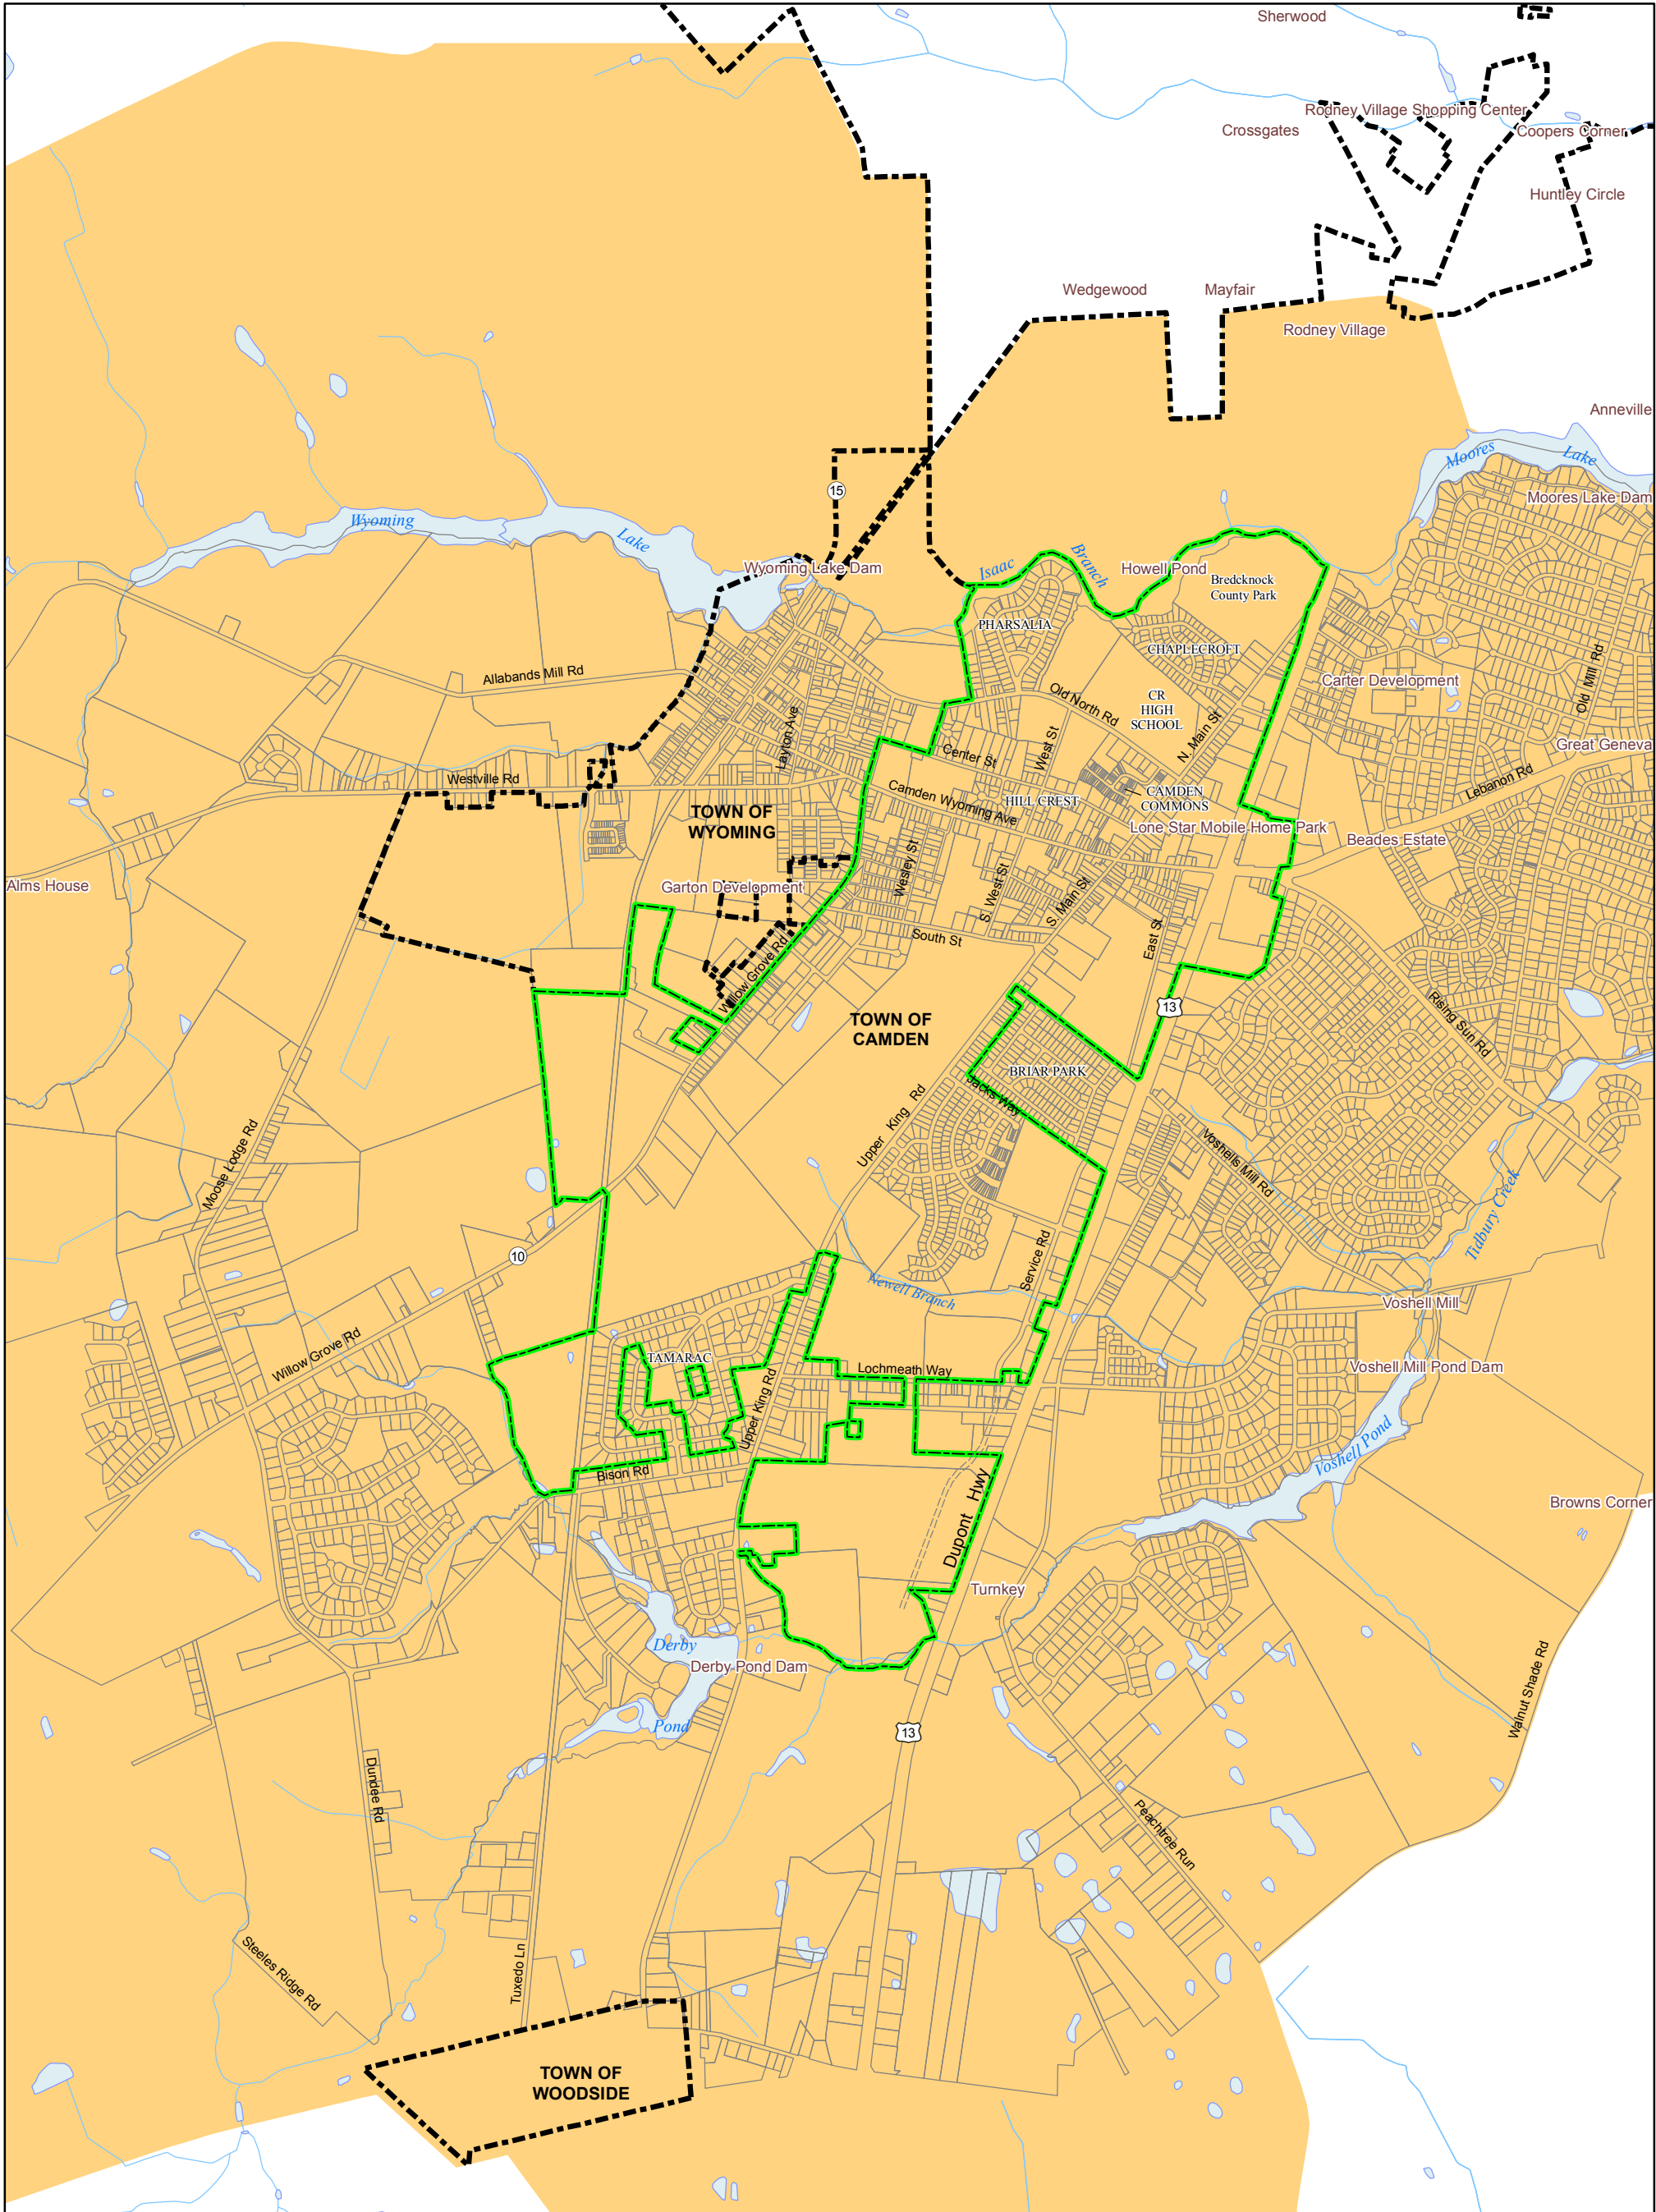 Sherwood
Rodney Village Shopping Center
Crossgates
Coopers Corner
Huntley Circle
Wedgewood
Mayfair
Rodney Village
Anneville
Moores
Lake
Moores Lake Dam
15
Wyoming
Lake
Wyoming Lake Dam
Isaac
Branch
Howell Pond
Bredcknock
County Park
PHARSALIA
CHAPLECROFT
Allabands Mill Rd
Old North Rd
CR
HIGH
SCHOOL
Carter Development
Old Mill Rd
Layton Ave
West St
N. Main St
Center St
Great Geneva
Westville Rd
Lebanon Rd
Camden Wyoming Ave
HILL CREST
CAMDEN
COMMONS
TOWN OF
WYOMING
Lone Star Mobile Home Park
Beades Estate
Alms House
Garton Development
Wesley St
S. West St
S. Main St
South St
East St
Willow Grove Rd
13
Rising Sun Rd
TOWN OF
CAMDEN
BRIAR PARK
Jacks Way
Upper King Rd
Moose Lodge Rd
Voshells Mill Rd
Tidbury Creek
10
Service Rd
Newell Branch
Voshell Mill
Willow Grove Rd
TAMARAC
Lochmeath Way
Voshell Mill Pond Dam
Upper King Rd
Voshell Pond
Bison Rd
Browns Corner
Dupont Hwy
Turnkey
Derby
Derby Pond Dam
Pond
13
Walnut Shade Rd
Dundee Rd
Peachtree Run
Steeles Ridge Rd
Tuxedo Ln
TOWN OF
WOODSIDE